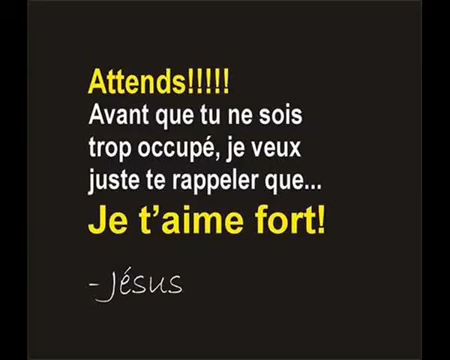 Attends!!!!!
Avant que tu ne sois
trop occupé, je veux
juste te rappeler que...
Je t'aime fort!
-Jésus